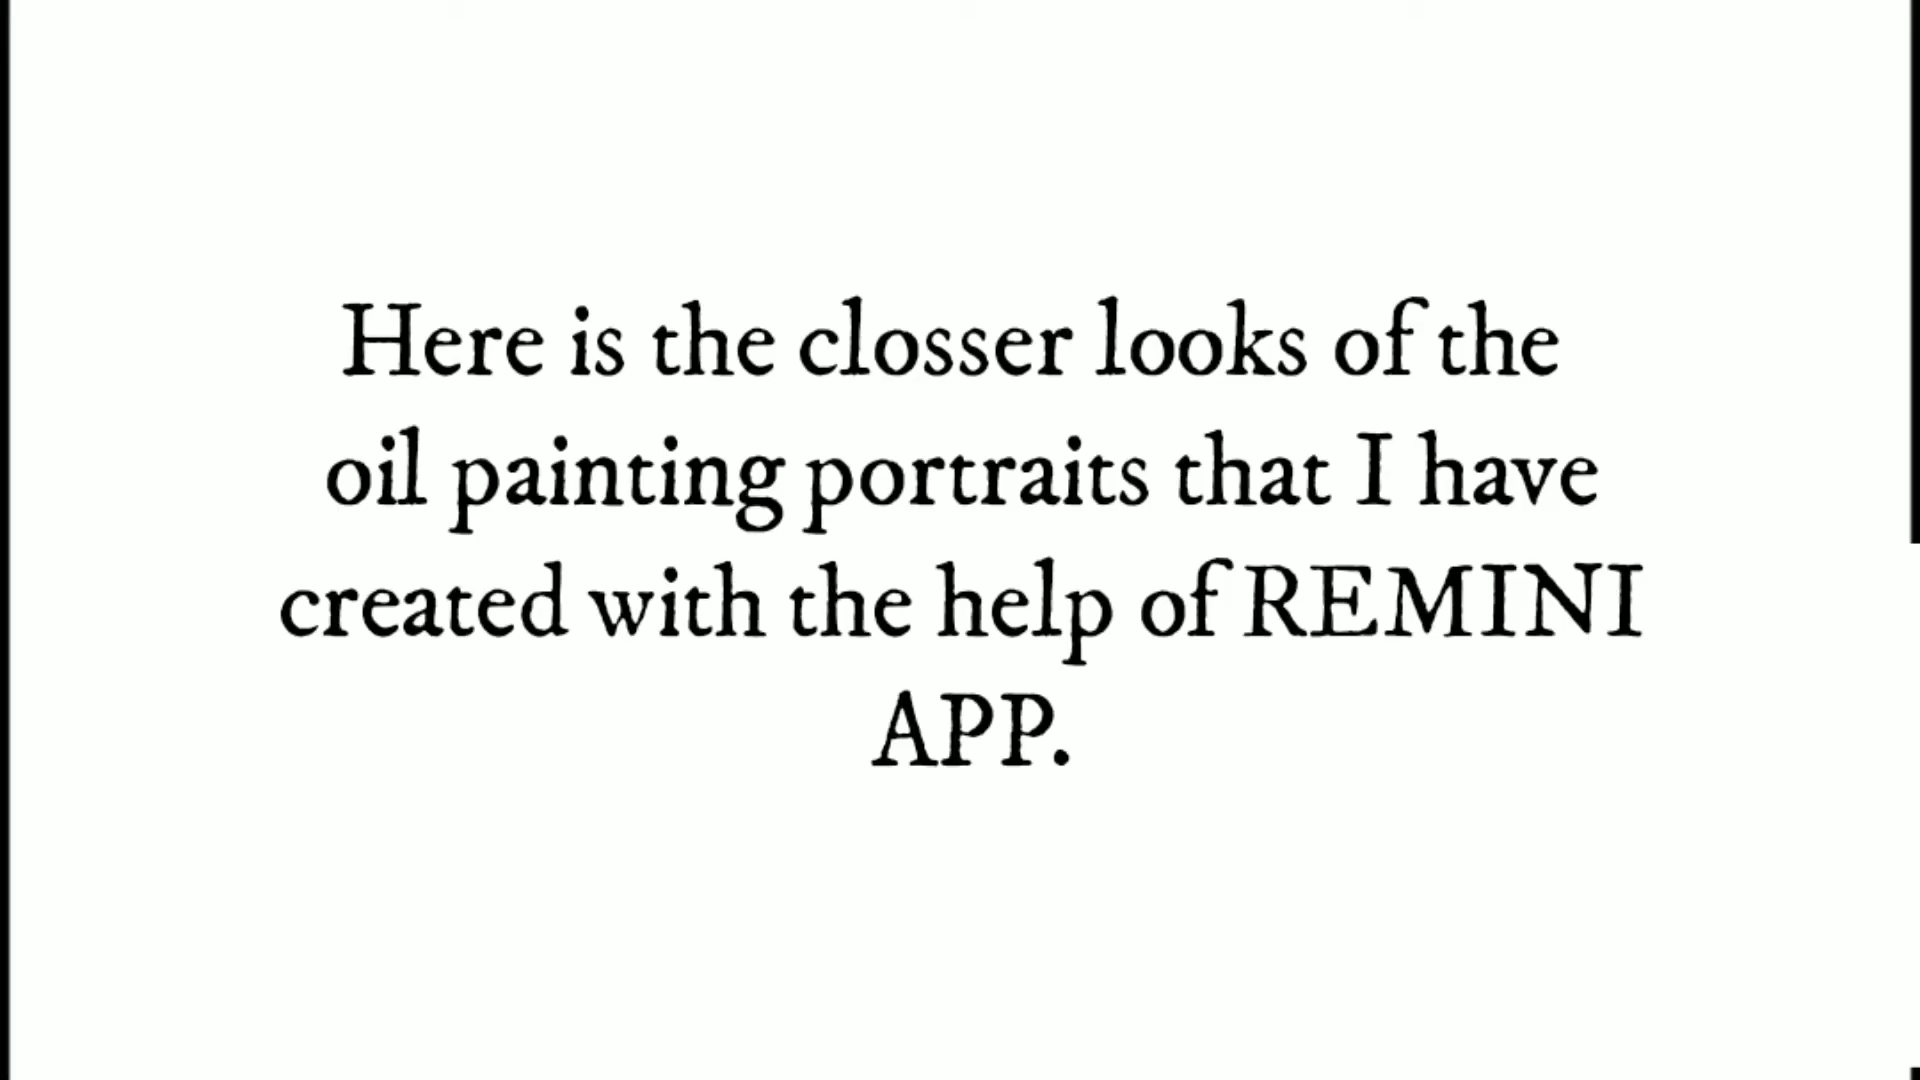 Here is the closser looks of the
oil painting portraits that I have
created with the help of REMINI
APP.